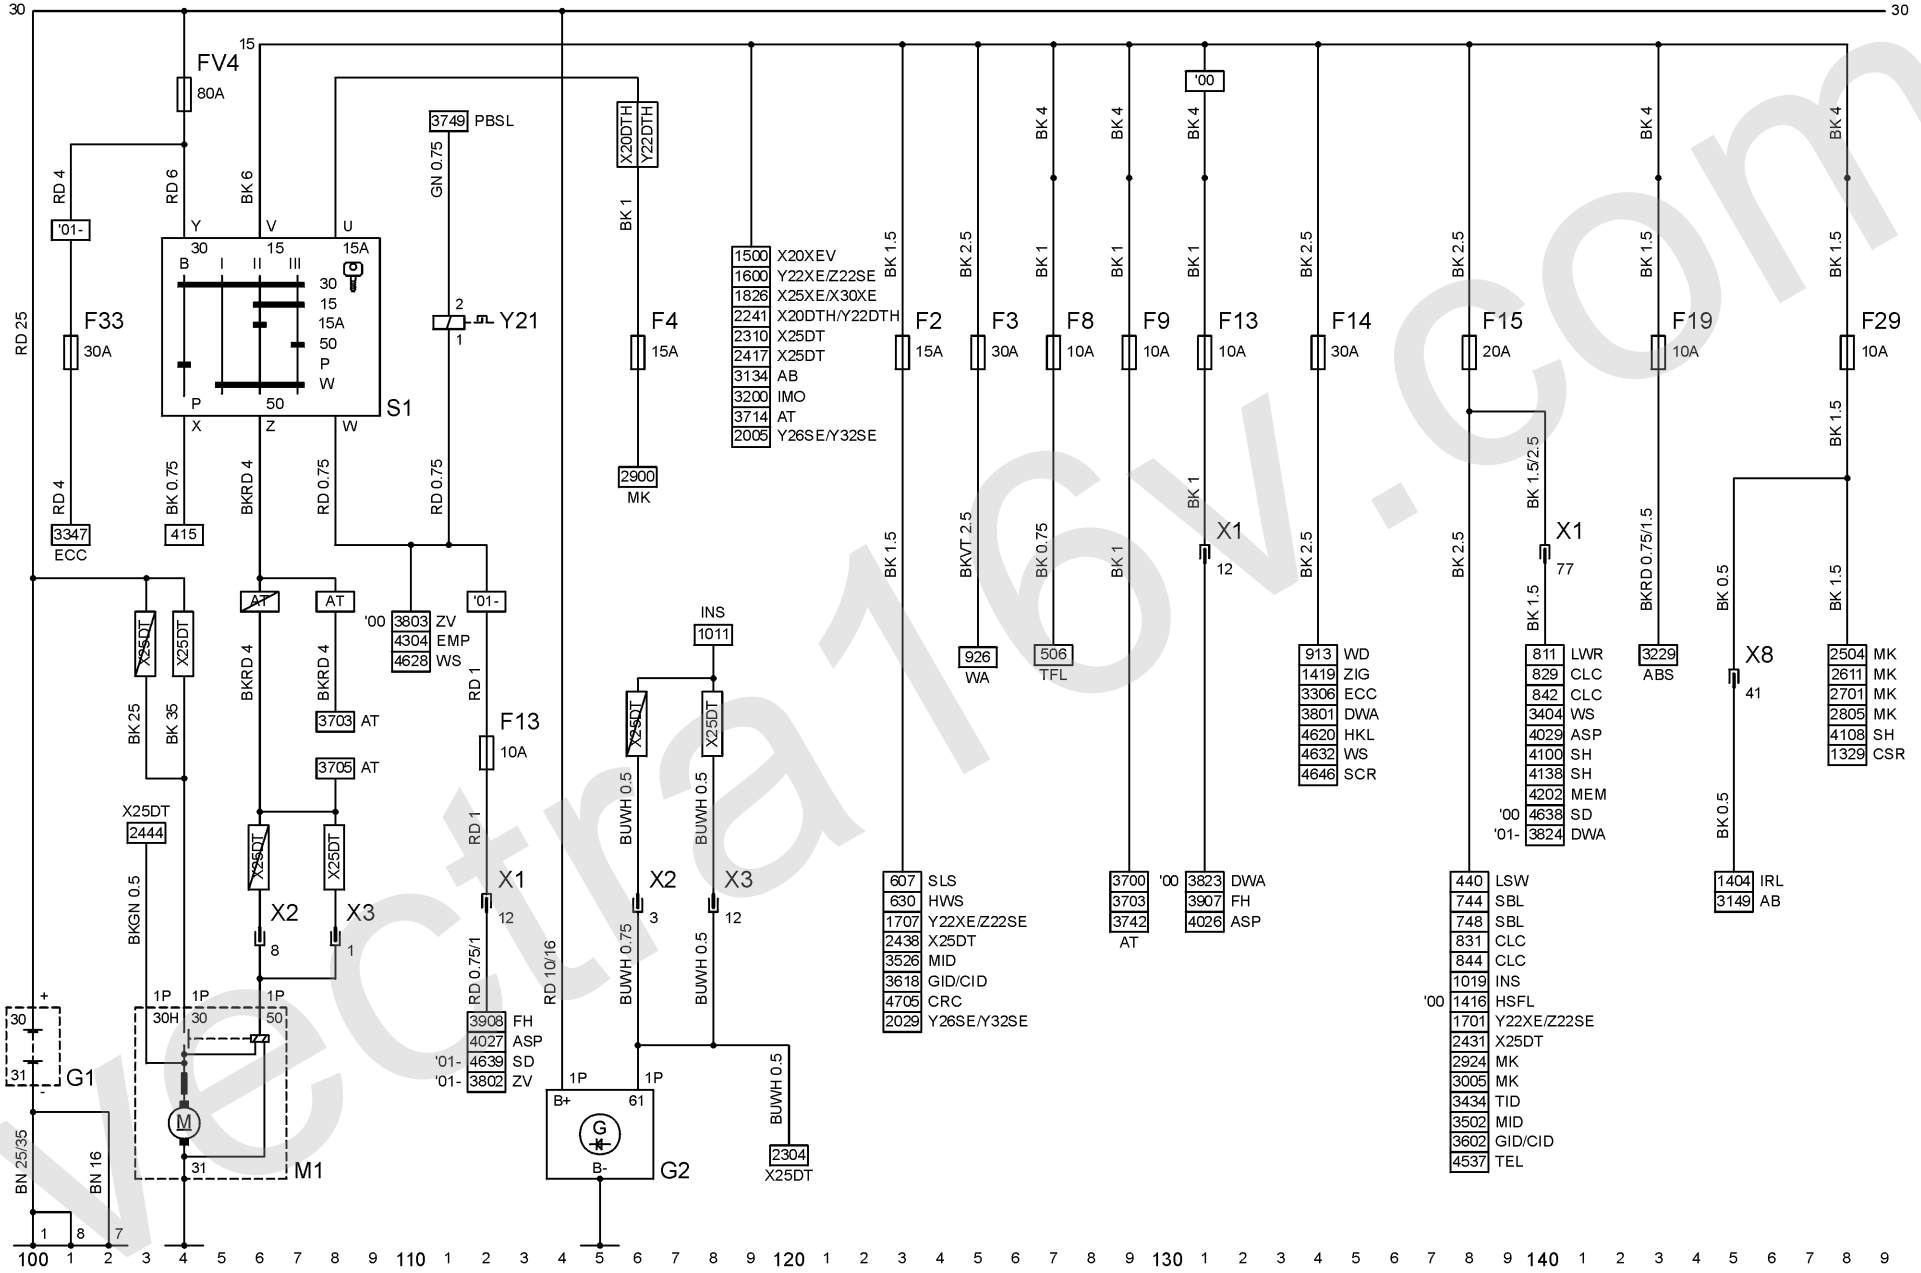 30
30
15
FV4
80A
'00
3749 PBSL
X20DTH
Y22DTH
RD 4
RD 6
BK 6
GN 0.75
BK 1
BK 4
BK 4
BK 4
BK 4
'01-
Y
V
U
30
15
15A
B
I
II
III
30
15
15A
50
P
W
P
50
S1
X
Z
W
RD 25
F33
30A
2
Y21
1
F4
15A
1500 X20XEV
1600 Y22XE/Z22SE
1826 X25XE/X30XE
2241 X20DTH/Y22DTH
2310 X25DT
2417 X25DT
3134 AB
3200 IMO
3714 AT
2005 Y26SE/Y32SE
BK 1.5
BK 2.5
BK 1
BK 1
BK 1
BK 2.5
BK 2.5
BK 1.5
BK 1.5
F2
15A
F3
30A
F8
10A
F9
10A
F13
10A
F14
30A
F15
20A
F19
10A
F29
10A
RD 4
BK 0.75
BKRD 4
RD 0.75
RD 0.75
2900
MK
3347
ECC
415
BK 1.5
BKVT 2.5
BK 0.75
BK 1
BK 1
X1
12
BK 2.5
BK 2.5
BK 1.5/2.5
X1
77
BK 1.5
BKRD 0.75/1.5
BK 1.5
BK 0.5
BK 1.5
X25DT
X25DT
AT
AT
'01-
'00 3803 ZV
4304 EMP
4628 WS
INS
1011
BKRD 4
BKRD 4
RD 1
BK 25
BK 35
3703 AT
3705 AT
F13
10A
X25DT
X25DT
926
WA
506
TFL
913 WD
1419 ZIG
3306 ECC
3801 DWA
4620 HKL
4632 WS
4646 SCR
811 LWR
829 CLC
842 CLC
3404 WS
4029 ASP
4100 SH
4138 SH
4202 MEM
'00 4638 SD
'01- 3824 DWA
3229
ABS
X8
41
2504 MK
2611 MK
2701 MK
2805 MK
4108 SH
1329 CSR
X25DT
2444
X25DT
X25DT
RD 1
BUWH 0.5
BUWH 0.5
BK 0.5
BKGN 0.5
X2
8
X3
1
X1
12
X2
3
X3
12
607 SLS
630 HWS
1707 Y22XE/Z22SE
2438 X25DT
3526 MID
3618 GID/CID
4705 CRC
2029 Y26SE/Y32SE
3700
3703
3742
AT
'00 3823 DWA
3907 FH
4026 ASP
440 LSW
744 SBL
748 SBL
831 CLC
844 CLC
1019 INS
'00 1416 HSFL
1701 Y22XE/Z22SE
2431 X25DT
2924 MK
3005 MK
3434 TID
3502 MID
3602 GID/CID
4537 TEL
1404 IRL
3149 AB
RD 0.75/1
RD 10/16
BUWH 0.75
BUWH 0.5
+
30
31
-
G1
1P
1P
1P
30H
30
50
M
31
M1
3908 FH
4027 ASP
'01- 4639 SD
'01- 3802 ZV
1P
1P
B+
61
G
B-
G2
BUWH 0.5
2304
X25DT
BN 25/35
BN 16
1
8
7
100 1 2 3 4 5 6 7 8 9 110 1 2 3 4 5 6 7 8 9 120 1 2 3 4 5 6 7 8 9 130 1 2 3 4 5 6 7 8 9 140 1 2 3 4 5 6 7 8 9
vectra16v.com